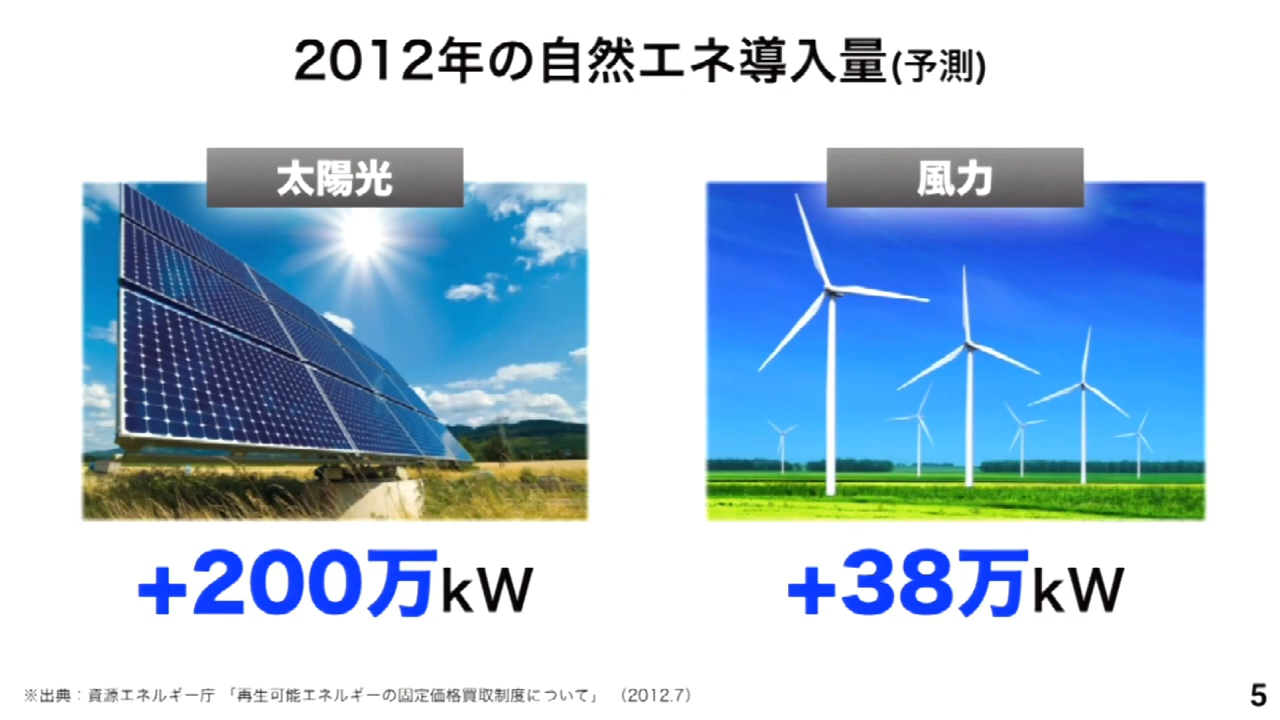 2012年の自然エネ導入量(予測)
太陽光
風力
+200万kW
+38万kW
※出典：資源エネルギー庁 「再生可能エネルギーの固定価格買取制度について」 （2012.7）
5